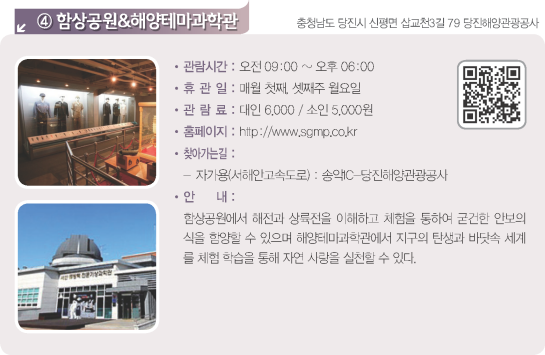 ④ 함상공원&해양테마과학관
충청남도 당진시 신평면 삽교천3길 79 당진해양관광공사
• 관람시간 : 오전 09:00 ~ 오후 06:00
• 휴 관 일 : 매월 첫째, 셋째주 월요일
• 관 람 료 : 대인 6,000 / 소인 5,000원
• 홈페이지 : http://www.sgmp.co.kr
• 찾아가는길 :
- 자가용(서해안고속도로) : 송악IC-당진해양관광공사
• 안 내 :
함상공원에서 해전과 상륙전을 이해하고 체험을 통하여 굳건한 안보의
식을 함양할 수 있으며 해양테마과학관에서 지구의 탄생과 바닷속 세계
를 체험 학습을 통해 자연 사랑을 실천할 수 있다.